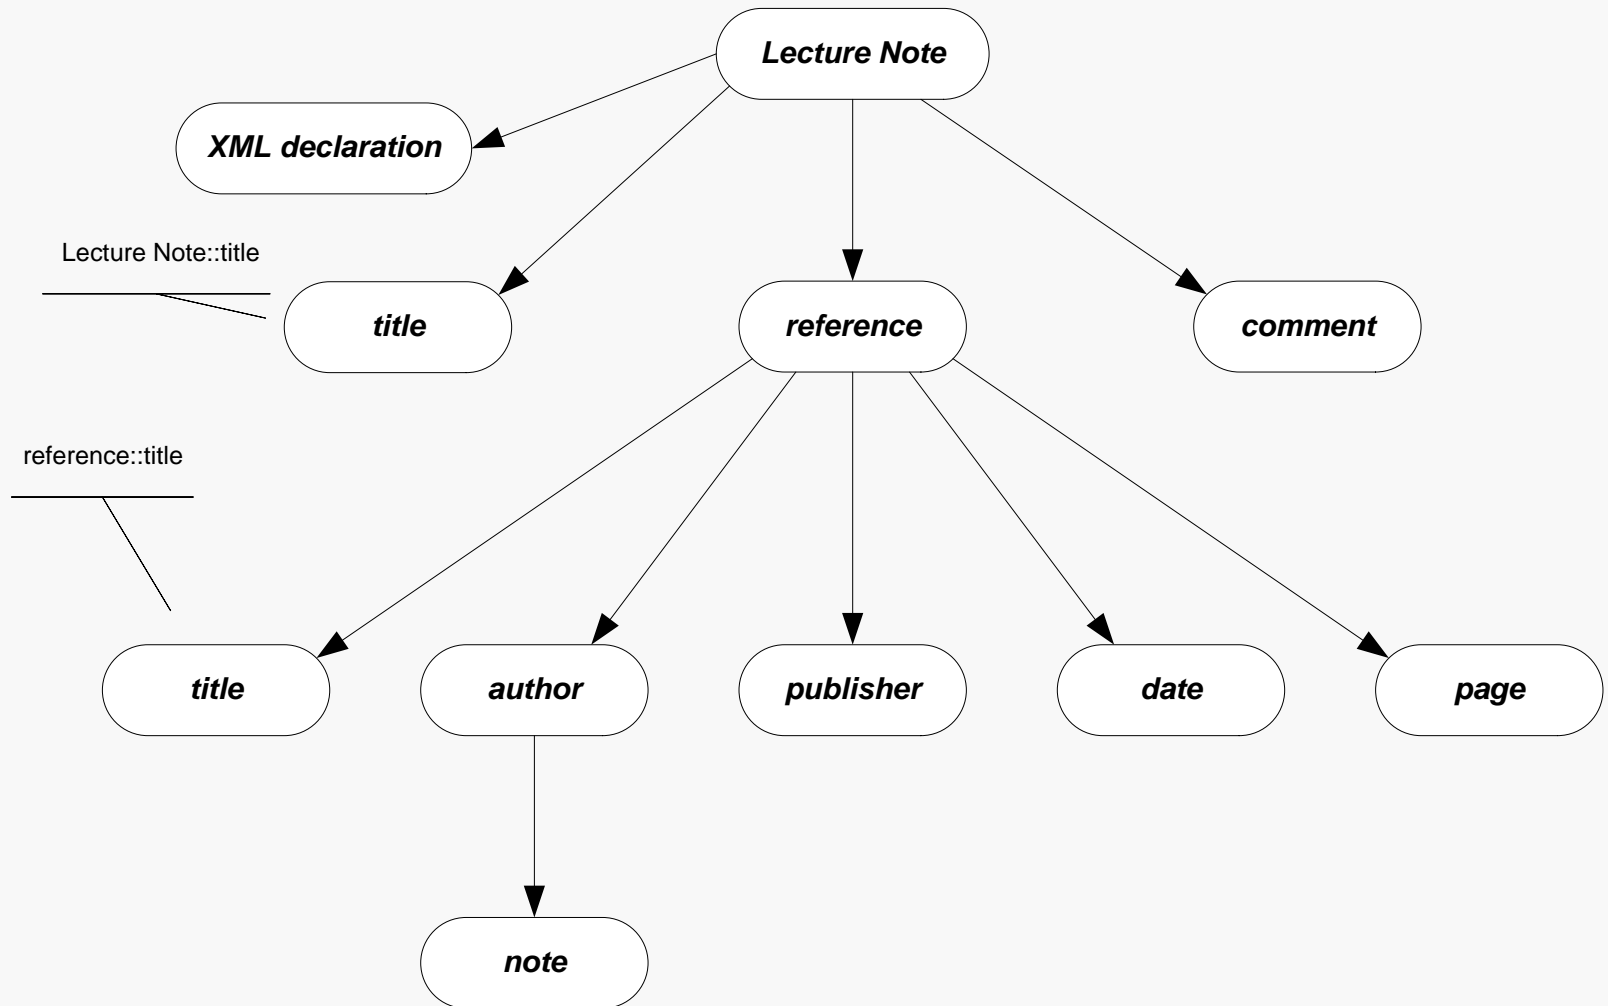 Lecture Note
XML declaration
Lecture Note::title
title
reference
comment
reference::title
title
author
publisher
date
page
note